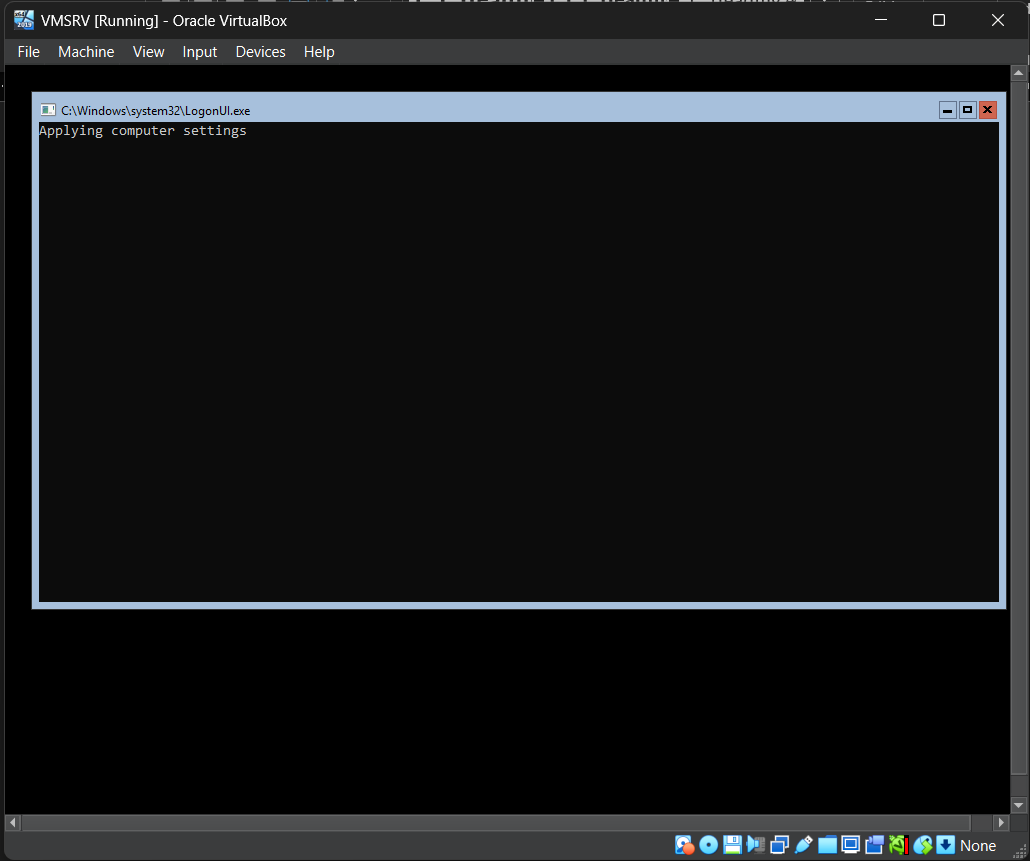 VMSRV [Running] - Oracle VirtualBox
File Machine View Input Devices Help
C:\Windows\system32\LogonUI.exe
Applying computer settings
None